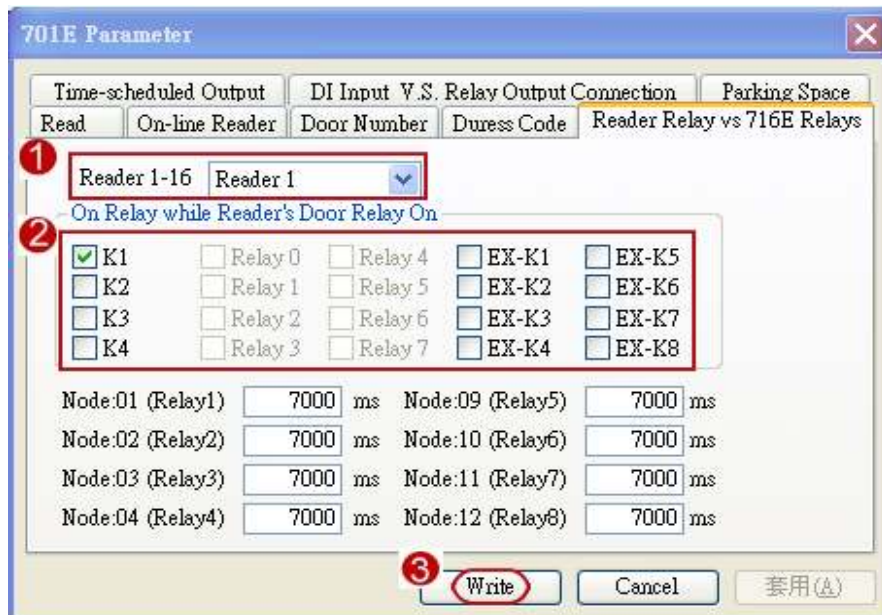 701E Parameter
Time-scheduled Output DI Input V.S. Relay Output Connection Parking Space
Read On-line Reader Door Number Duress Code Reader Relay vs 716E Relays
1
Reader 1-16 Reader 1
On Relay while Reader's Door Relay On
2
K1 Relay 0 Relay 4 EX-K1 EX-K5
K2 Relay 1 Relay 5 EX-K2 EX-K6
K3 Relay 2 Relay 6 EX-K3 EX-K7
K4 Relay 3 Relay 7 EX-K4 EX-K8
Node:01 (Relay1) 7000 ms Node:09 (Relay5) 7000 ms
Node:02 (Relay2) 7000 ms Node:10 (Relay6) 7000 ms
Node:03 (Relay3) 7000 ms Node:11 (Relay7) 7000 ms
Node:04 (Relay4) 7000 ms Node:12 (Relay8) 7000 ms
3
Write Cancel 套用(A)